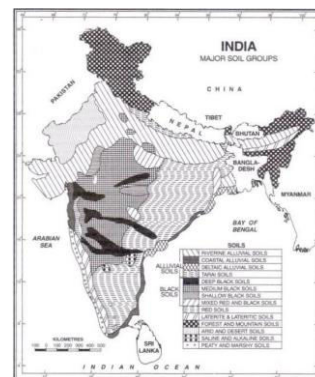 INDIA
MAJOR SOIL GROUPS
PAKISTAN
CHINA
TIBET
NEPAL
BHUTAN
BANGLA-
DESH
MYANMAR
ARABIAN
SEA
BAY OF
BENGAL
SOILS
ALLUVIAL
SOILS
BLACK
SOILS
RIVERINE ALLUVIAL SOILS
COASTAL ALLUVIAL SOILS
DELTAIC ALLUVIAL SOILS
TARAI SOILS
DEEP BLACK SOILS
MEDIUM BLACK SOILS
SHALLOW BLACK SOILS
MIXED RED AND BLACK SOILS
RED SOILS
LATERITE & LATERITIC SOILS
FOREST AND MOUNTAIN SOILS
ARID AND DESERT SOILS
SALINE AND ALKALINE SOILS
PEATY AND MARSHY SOILS
KILOMETRES
SRI
LANKA
INDIAN OCEAN